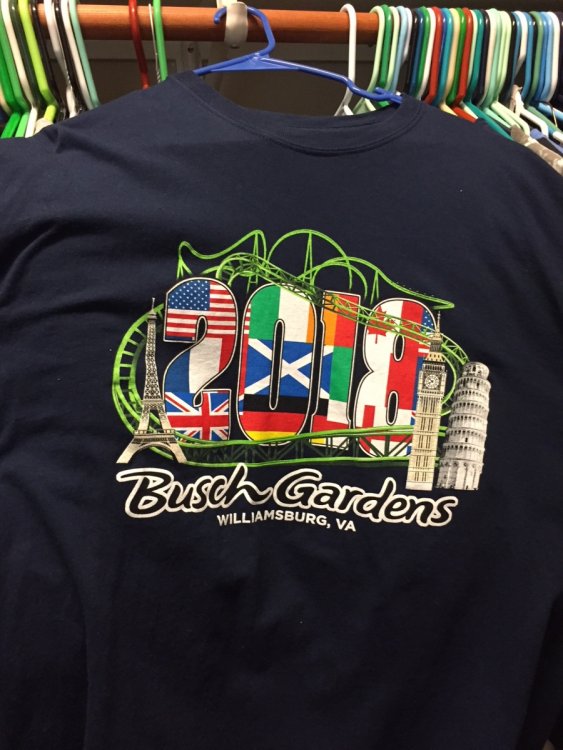 2018
Busch Gardens
WILLIAMSBURG, VA